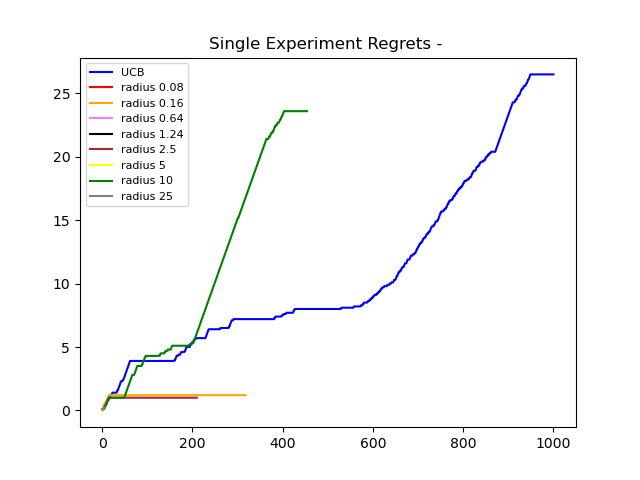 Single Experiment Regrets -
UCB
radius 0.08
radius 0.16
radius 0.64
radius 1.24
radius 2.5
radius 5
radius 10
radius 25
25
20
15
10
5
0
0 200 400 600 800 1000